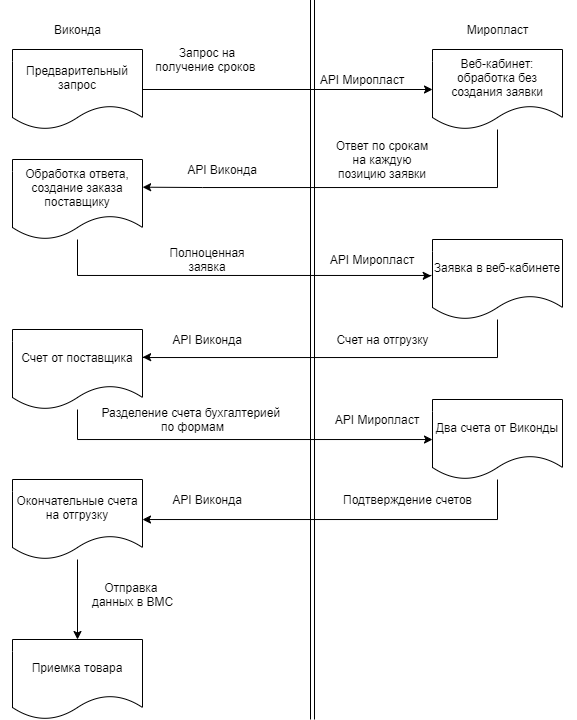 Виконда
Миропласт
Предварительный
запрос
Запрос на
получение сроков
API Миропласт
Веб-кабинет:
обработка без
создания заявки
Ответ по срокам
на каждую
позицию заявки
API Виконда
Обработка ответа,
создание заказа
поставщику
Полноценная
заявка
API Миропласт
Заявка в веб-кабинете
Счет на отгрузку
API Виконда
Счет от поставщика
Разделение счета бухгалтерией
по формам
API Миропласт
Два счета от Виконды
Подтверждение счетов
API Виконда
Окончательные счета
на отгрузку
Отправка
данных в ВМС
Приемка товара